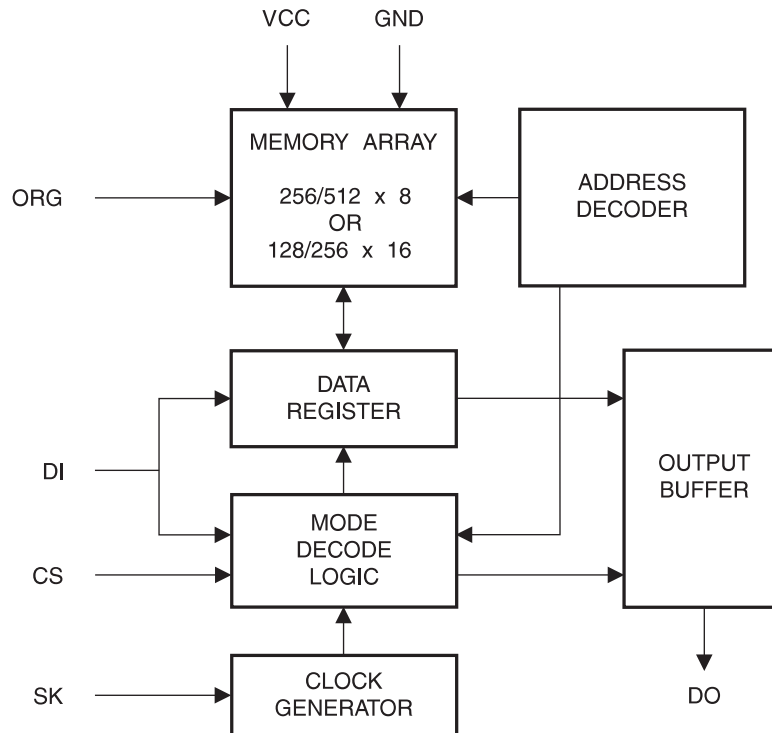 VCC GND
MEMORY ARRAY
256/512 x 8
OR
128/256 x 16
ADDRESS
DECODER
ORG
DATA
REGISTER
DI
OUTPUT
BUFFER
MODE
DECODE
LOGIC
CS
CLOCK
GENERATOR
SK
DO